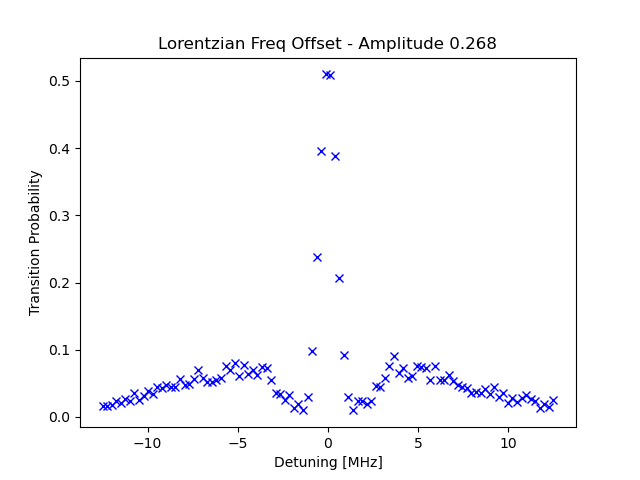 Lorentzian Freq Offset - Amplitude 0.268
Transition Probability
0.5
0.4
0.3
0.2
0.1
0.0
−10 −5 0 5 10
Detuning [MHz]